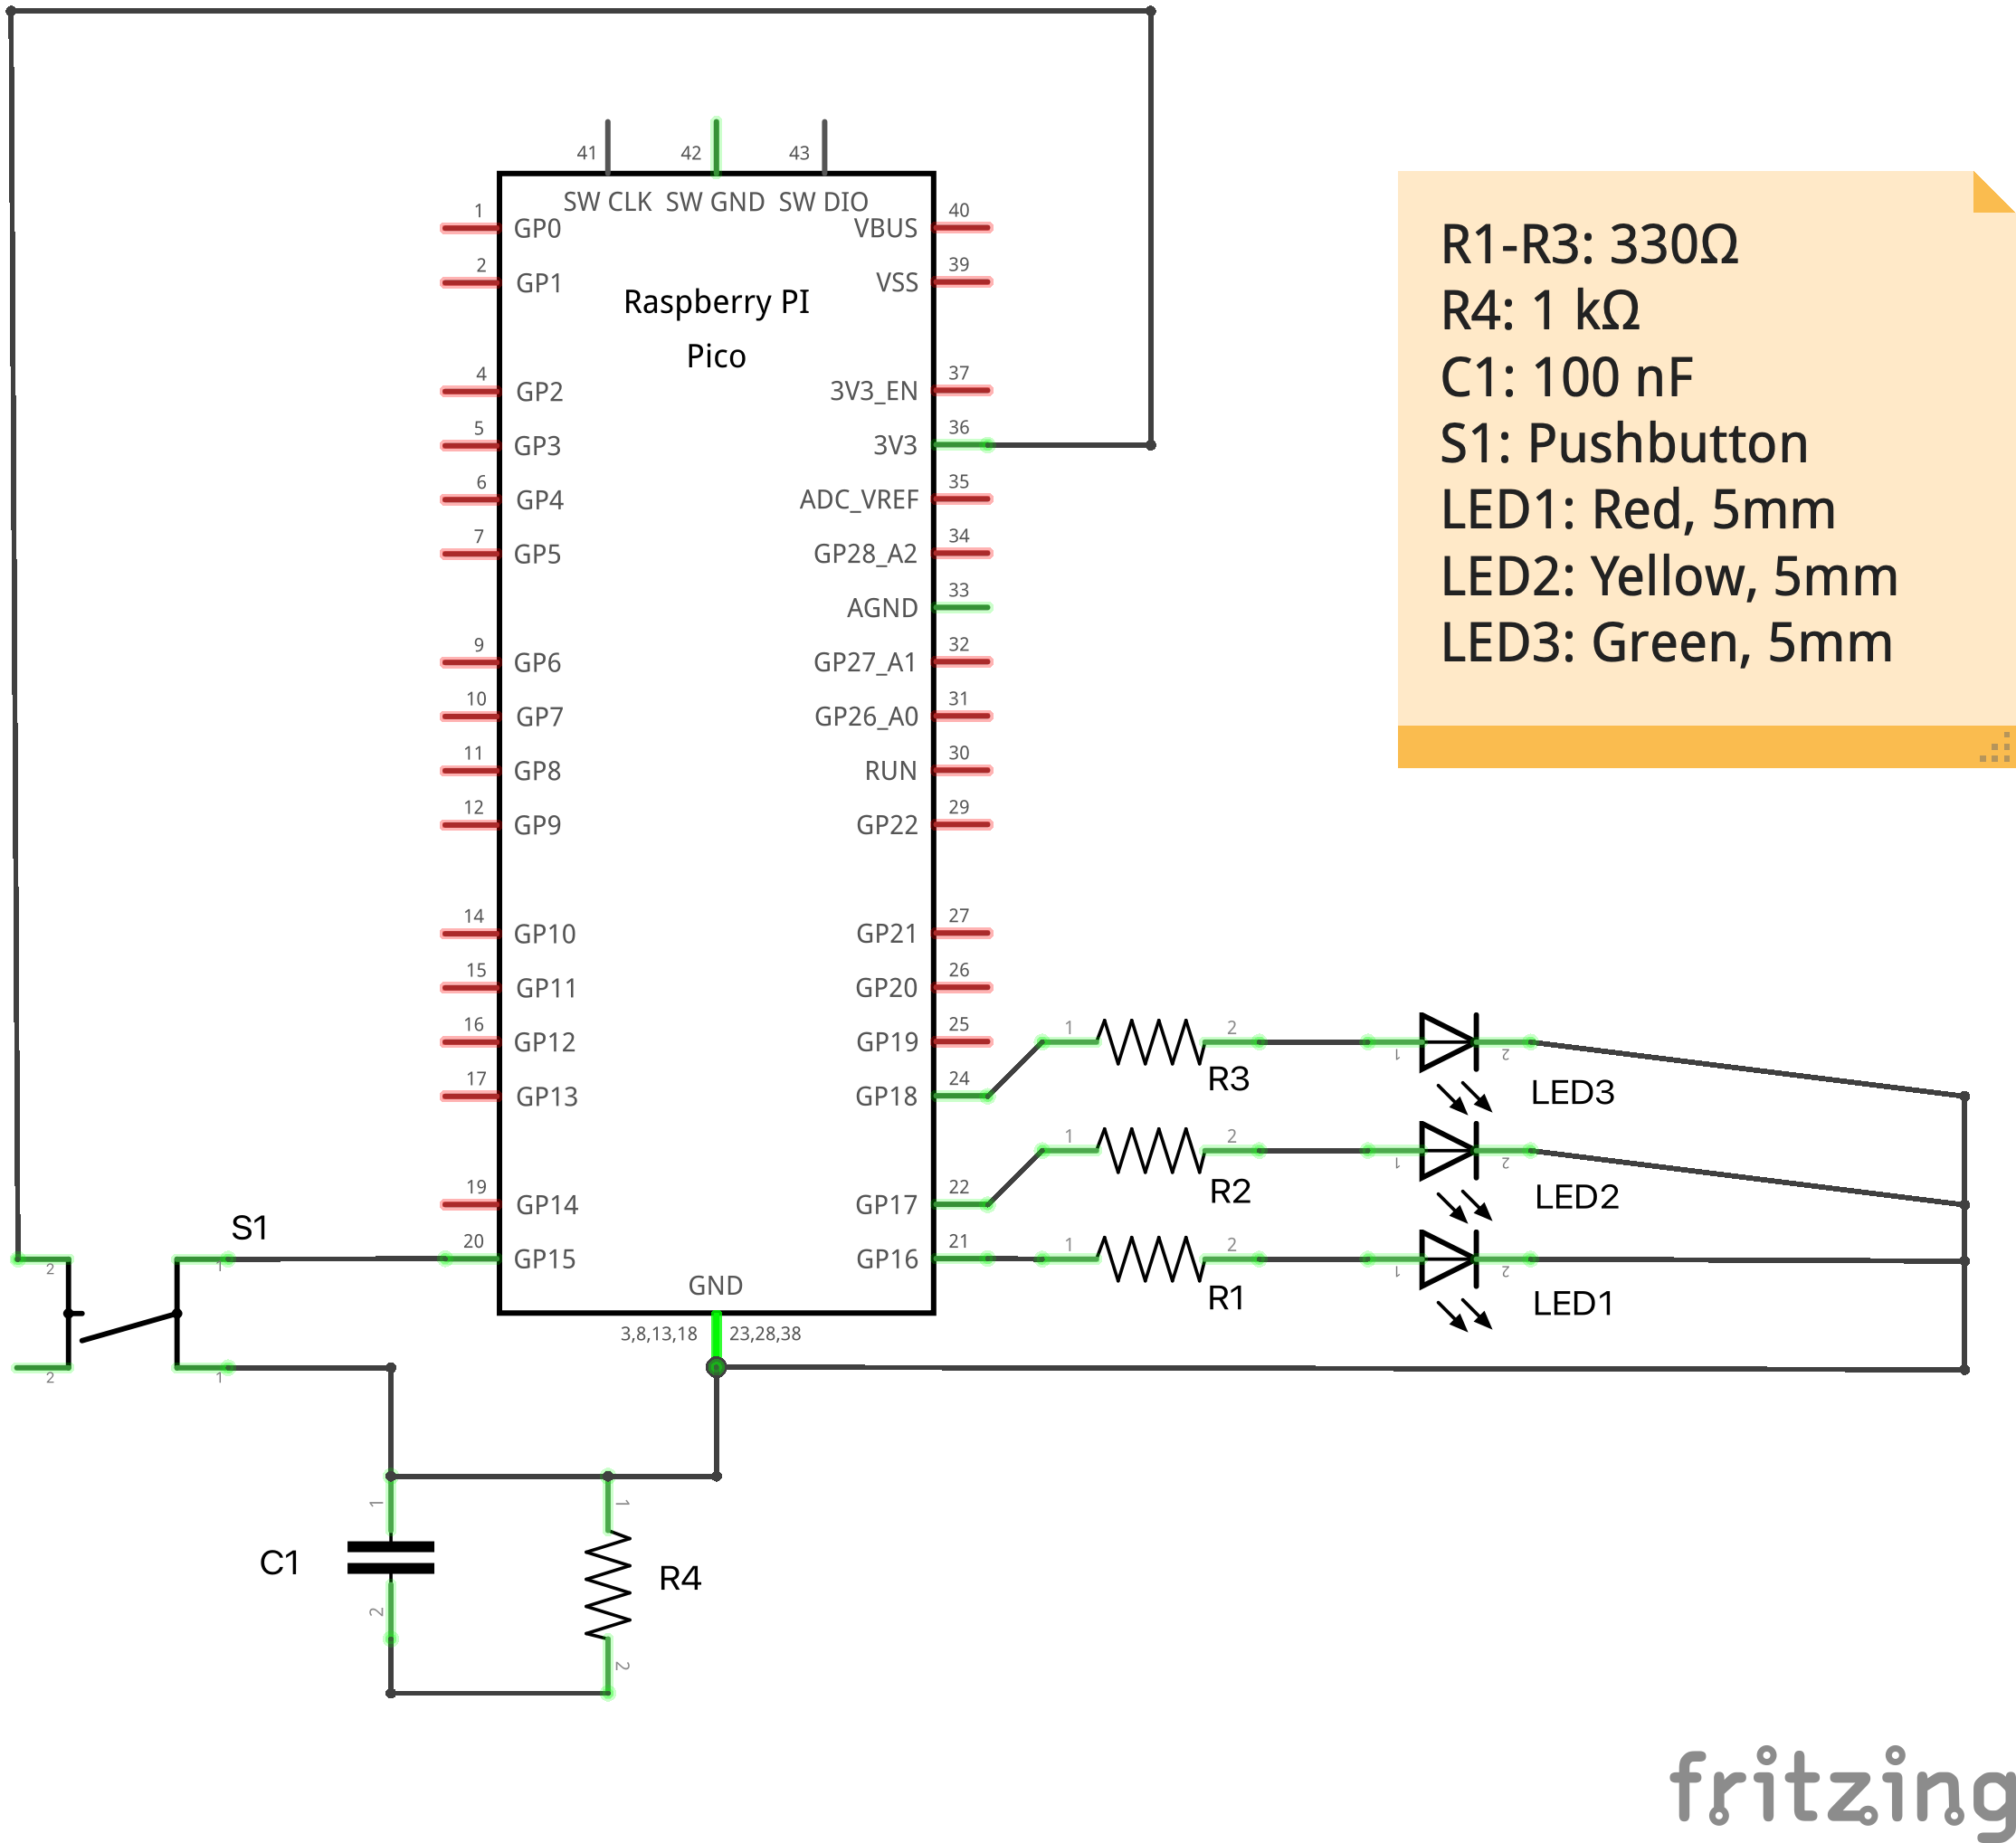 41 42 43
SW CLK SW GND SW DIO
1 GP0 VBUS 40
2 GP1 VSS 39
Raspberry PI
Pico
4 GP2 3V3_EN 37
5 GP3 3V3 36
6 GP4 ADC_VREF 35
7 GP5 GP28_A2 34
AGND 33
9 GP6 GP27_A1 32
10 GP7 GP26_A0 31
11 GP8 RUN 30
12 GP9 GP22 29
14 GP10 GP21 27
15 GP11 GP20 26
16 GP12 GP19 25
17 GP13 GP18 24
19 GP14 GP17 22
20 GP15 GP16 21
GND
3,8,13,18 23,28,38
R1-R3: 330Ω
R4: 1 kΩ
C1: 100 nF
S1: Pushbutton
LED1: Red, 5mm
LED2: Yellow, 5mm
LED3: Green, 5mm
1 2 1 2
R3 LED3
1 2 1 2
R2 LED2
1 2 1 2
R1 LED1
S1
2 1
2 1
1 1
C1 R4
2 2
fritzing